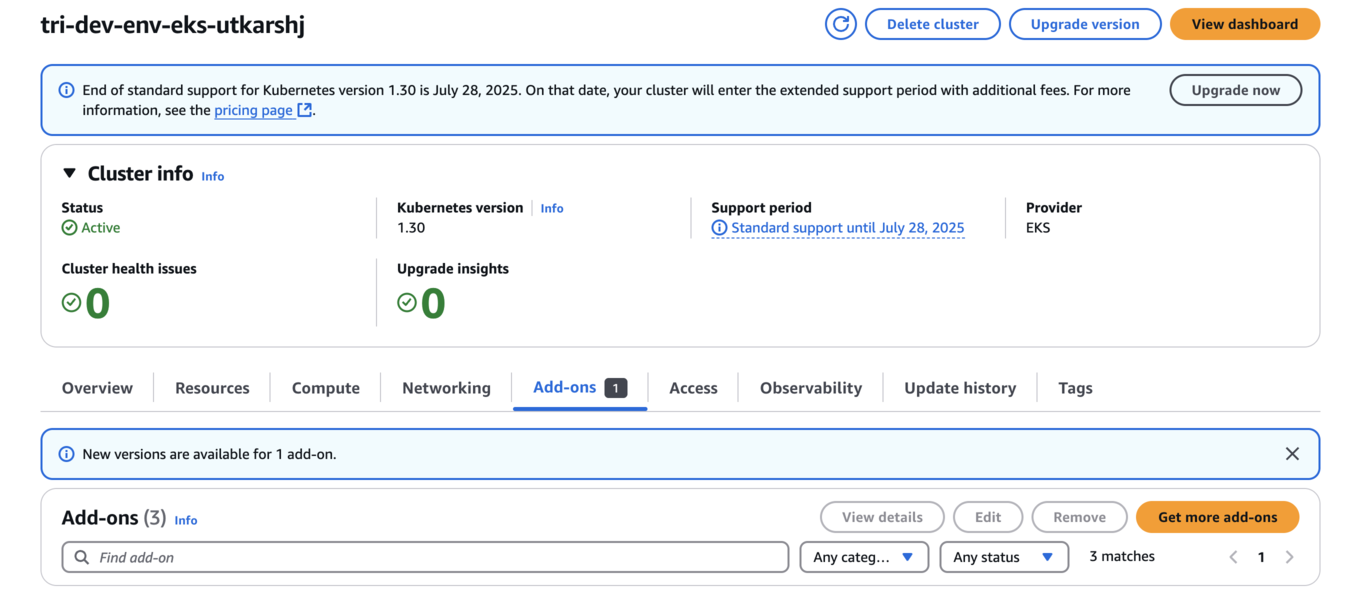 tri-dev-env-eks-utkarshj
Delete cluster
Upgrade version
View dashboard
End of standard support for Kubernetes version 1.30 is July 28, 2025. On that date, your cluster will enter the extended support period with additional fees. For more
information, see the pricing page.
Upgrade now
Cluster info Info
Status
Active
Kubernetes version Info
1.30
Support period
Standard support until July 28, 2025
Provider
EKS
Cluster health issues
0
Upgrade insights
0
Overview
Resources
Compute
Networking
Add-ons 1
Access
Observability
Update history
Tags
New versions are available for 1 add-on.
Add-ons (3) Info
View details
Edit
Remove
Get more add-ons
Find add-on
Any categ...
Any status
3 matches
1